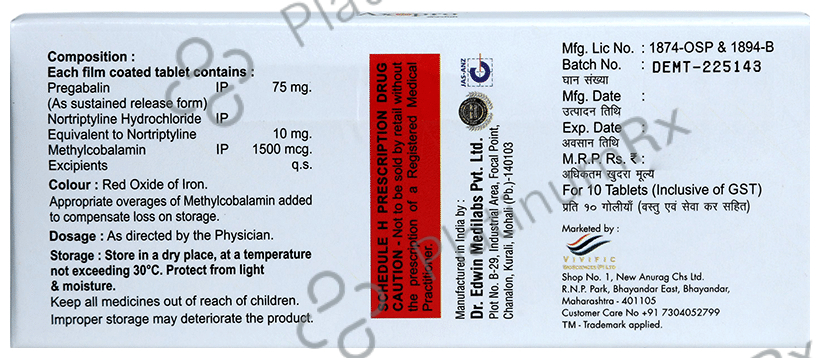 Composition :
Each film coated tablet contains :
Pregabalin IP 75 mg.
(As sustained release form)
Nortriptyline Hydrochloride IP
Equivalent to Nortriptyline 10 mg.
Methylcobalamin IP 1500 mcg.
Excipients q.s.
Colour : Red Oxide of Iron.
Appropriate overages of Methylcobalamin added
to compensate loss on storage.
Dosage : As directed by the Physician.
Storage : Store in a dry place, at a temperature
not exceeding 30°C. Protect from light
& moisture.
Keep all medicines out of reach of children.
Improper storage may deteriorate the product.
SCHEDULE H PRESCRIPTION DRUG
CAUTION - Not to be sold by retail without
the prescription of a Registered Medical
Practitioner.
JAS-ANZ
Manufactured in India by :
Dr. Edwin Medilabs Pvt. Ltd.
Plot No. B-29, Industrial Area, Focal Point,
Chanalon, Kurali, Mohali (Pb.)-140103
Mfg. Lic No. : 1874-OSP & 1894-B
Batch No. : DEMT-225143
घान संख्या
Mfg. Date :
उत्पादन तिथि
Exp. Date :
अवसान तिथि
M.R.P. Rs. ₹ :
अधिकतम खुदरा मूल्य
For 10 Tablets (Inclusive of GST)
प्रति १० गोलीयाँ (वस्तु एवं सेवा कर सहित)
Marketed by :
VIVIFIC
Shop No. 1, New Anurag Chs Ltd.
R.N.P. Park, Bhayandar East, Bhayandar,
Maharashtra - 401105
Customer Care No +91 7304052799
TM - Trademark applied.
PlatinumRx